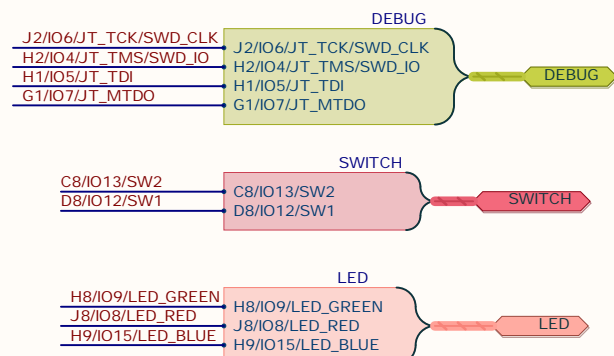 DEBUG
J2/IO6/JT_TCK/SWD_CLK J2/IO6/JT_TCK/SWD_CLK
H2/IO4/JT_TMS/SWD_IO H2/IO4/JT_TMS/SWD_IO DEBUG
H1/IO5/JT_TDI H1/IO5/JT_TDI
G1/IO7/JT_MTDO G1/IO7/JT_MTDO
SWITCH
C8/IO13/SW2 C8/IO13/SW2 SWITCH
D8/IO12/SW1 D8/IO12/SW1
LED
H8/IO9/LED_GREEN H8/IO9/LED_GREEN
J8/IO8/LED_RED J8/IO8/LED_RED LED
H9/IO15/LED_BLUE H9/IO15/LED_BLUE